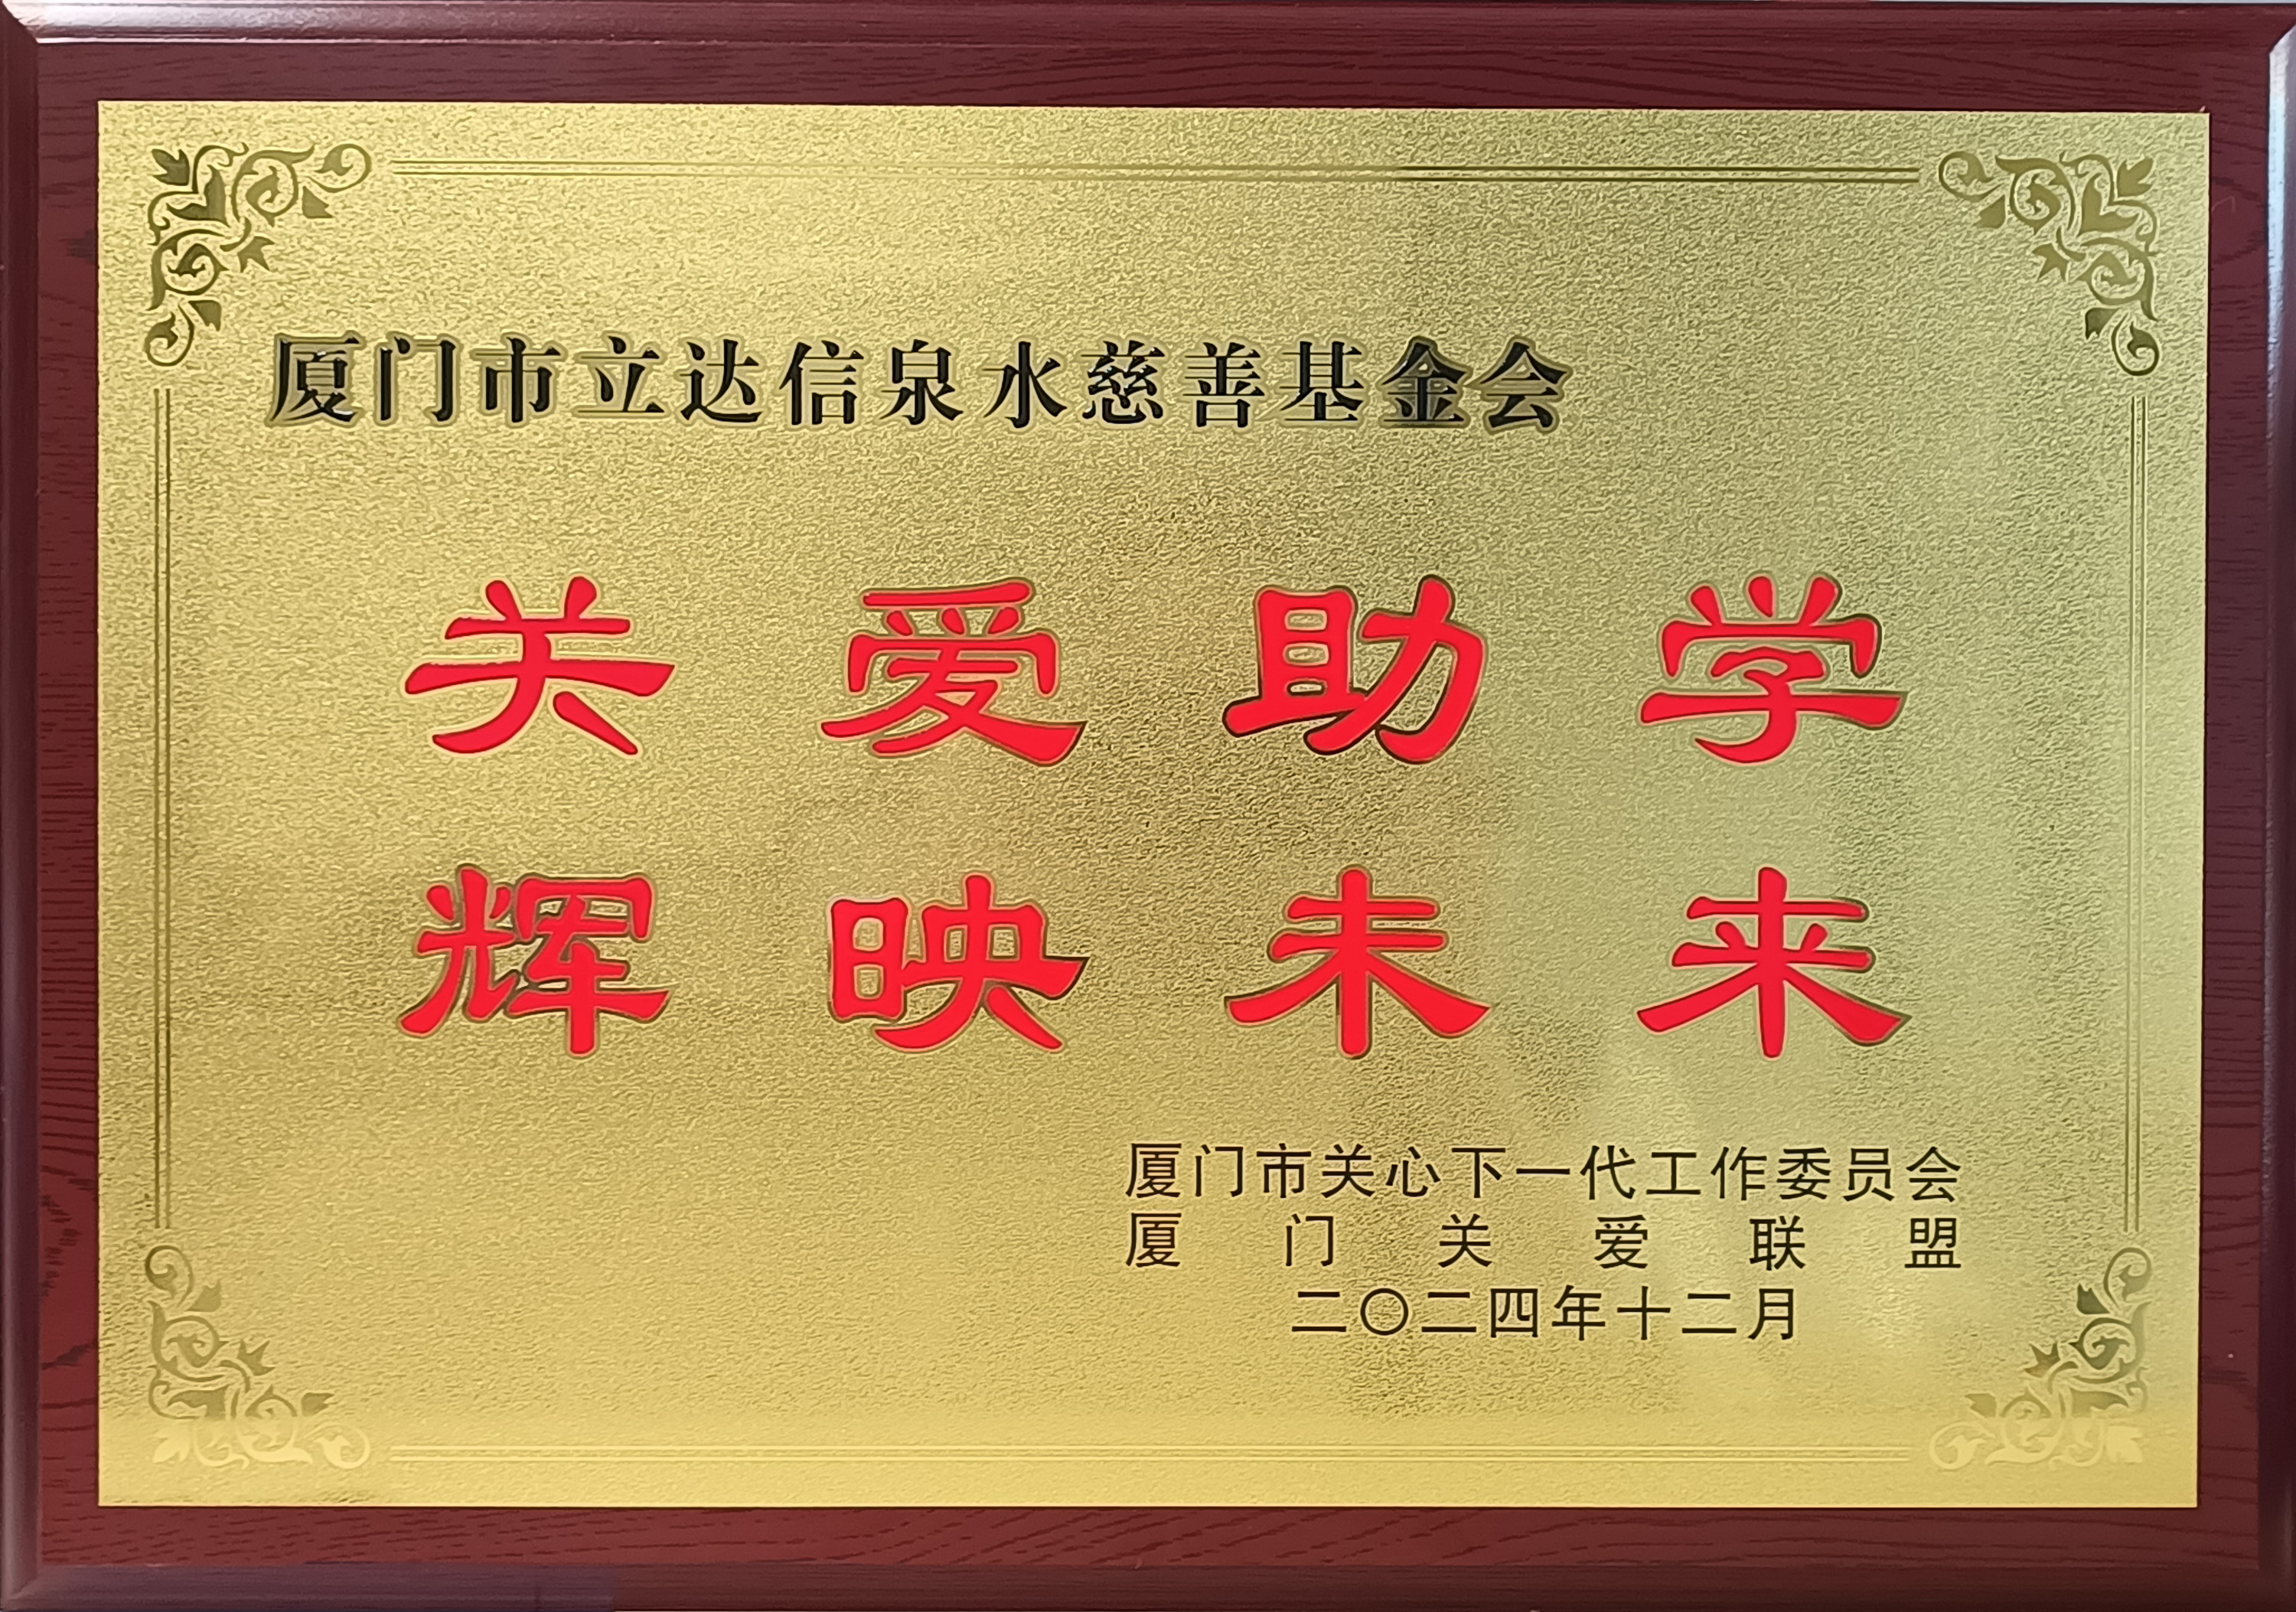 厦门市立达信泉水慈善基金会
关爱助学
辉映未来
厦门市关心下一代工作委员会
厦门关爱联盟
二〇二四年十二月